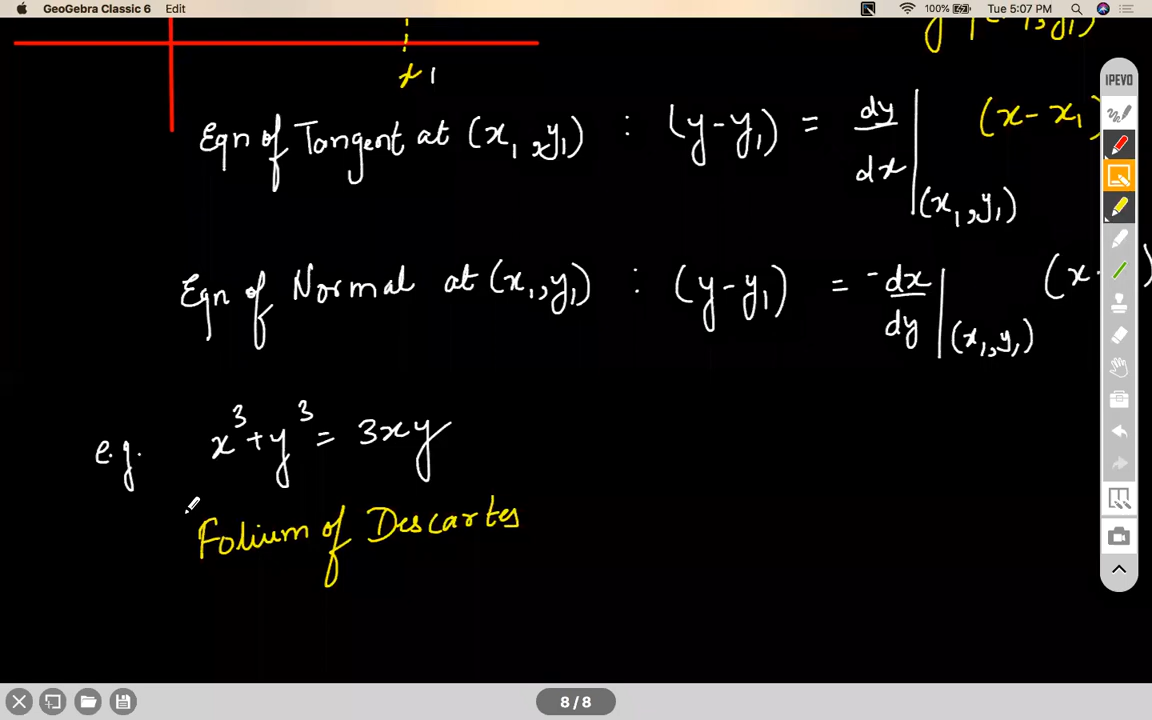 GeoGebra Classic 6 Edit 100% Tue 5:07 PM
x₁
IPEVO
Eqn of Tangent at (x₁,y₁) : (y-y₁) = dy/dx |(x₁,y₁) (x-x₁)
Eqn of Normal at (x₁,y₁) : (y-y₁) = -dx/dy |(x₁,y₁) (x-
e.g. x³+y³ = 3xy
Folium of Descartes
8 / 8